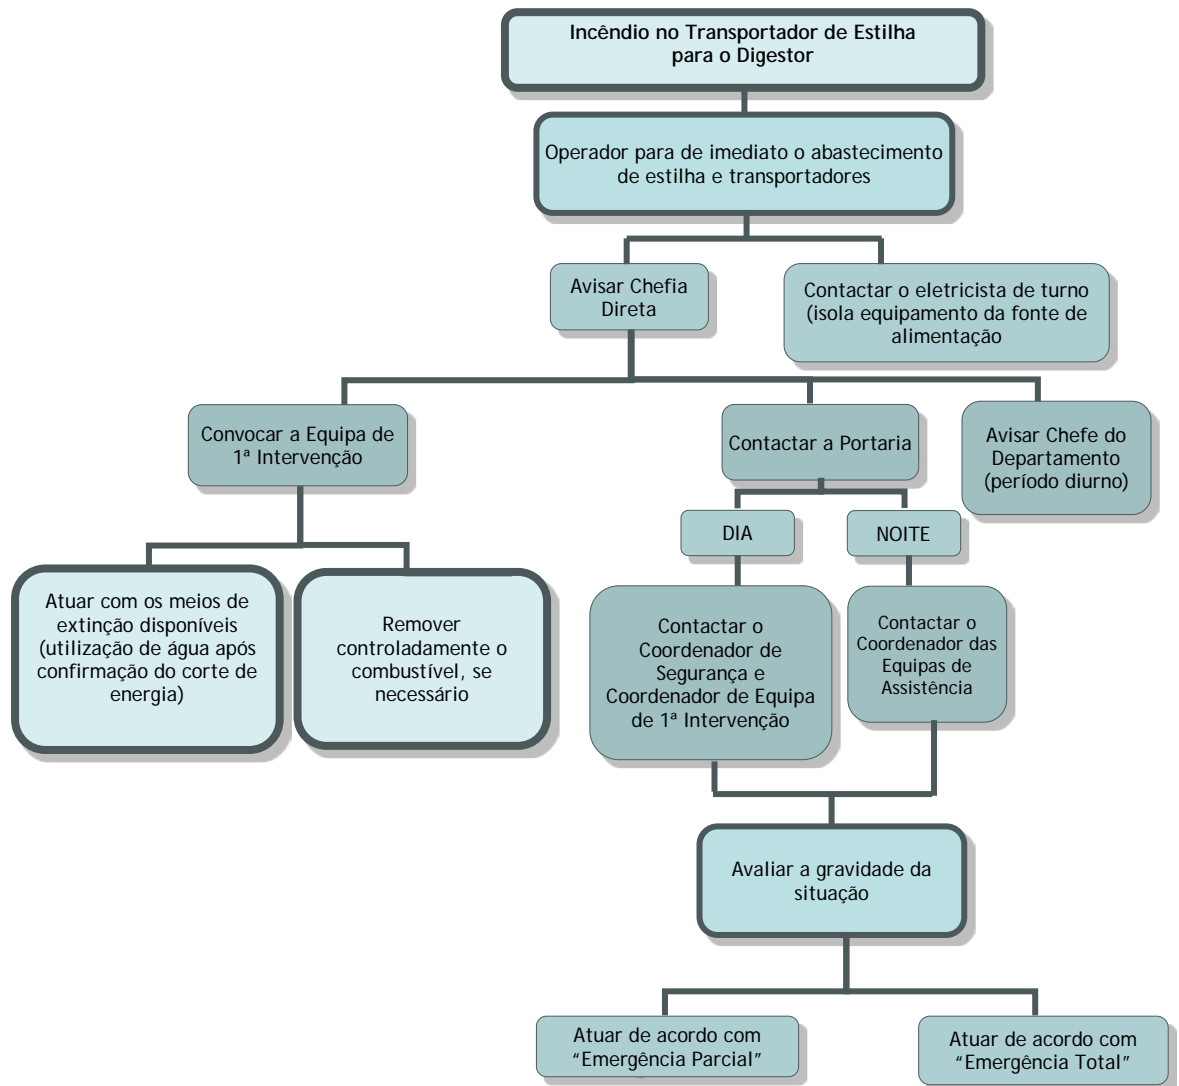 Incêndio no Transportador de Estilha
para o Digestor
Operador para de imediato o abastecimento
de estilha e transportadores
Avisar Chefia
Direta
Contactar o eletricista de turno
(isola equipamento da fonte de
alimentação
Convocar a Equipa de
1ª Intervenção
Contactar a Portaria
Avisar Chefe do
Departamento
(período diurno)
DIA
NOITE
Atuar com os meios de
extinção disponíveis
(utilização de água após
confirmação do corte de
energia)
Remover
controladamente o
combustível, se
necessário
Contactar o
Coordenador de
Segurança e
Coordenador de Equipa
de 1ª Intervenção
Contactar o
Coordenador das
Equipas de
Assistência
Avaliar a gravidade da
situação
Atuar de acordo com
“Emergência Parcial”
Atuar de acordo com
“Emergência Total”